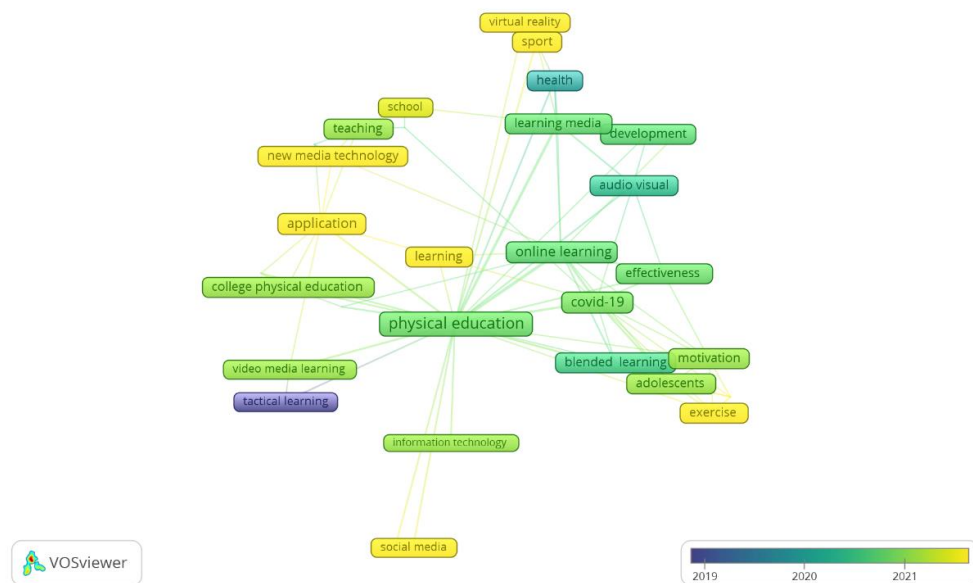 virtual reality
sport
health
school
learning media
teaching
development
new media technology
audio visual
application
online learning
learning
effectiveness
college physical education
covid-19
physical education
motivation
blended learning
video media learning
adolescents
tactical learning
exercise
information technology
social media
VOSviewer
2019 2020 2021